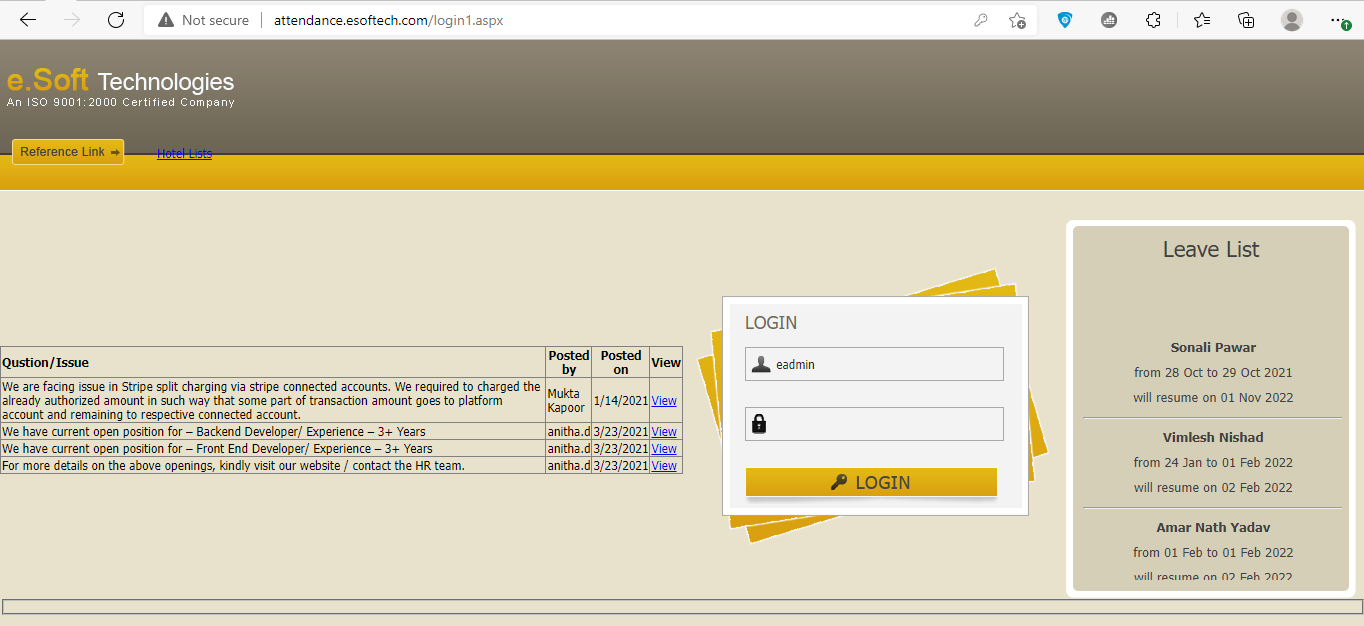 Not secure
attendance.esoftech.com/login1.aspx
e.Soft Technologies
An ISO 9001:2000 Certified Company
Reference Link
Hotel Lists
Qustion/Issue Posted by Posted on View
We are facing issue in Stripe split charging via stripe connected accounts. We required to charged the
already authorized amount in such way that some part of transaction amount goes to platform
account and remaining to respective connected account.
Mukta Kapoor 1/14/2021 View
We have current open position for – Backend Developer/ Experience – 3+ Years anitha.d 3/23/2021 View
We have current open position for – Front End Developer/ Experience – 3+ Years anitha.d 3/23/2021 View
For more details on the above openings, kindly visit our website / contact the HR team. anitha.d 3/23/2021 View
LOGIN
eadmin
LOGIN
Leave List
Sonali Pawar
from 28 Oct to 29 Oct 2021
will resume on 01 Nov 2022
Vimlesh Nishad
from 24 Jan to 01 Feb 2022
will resume on 02 Feb 2022
Amar Nath Yadav
from 01 Feb to 01 Feb 2022
will resume on 02 Feb 2022